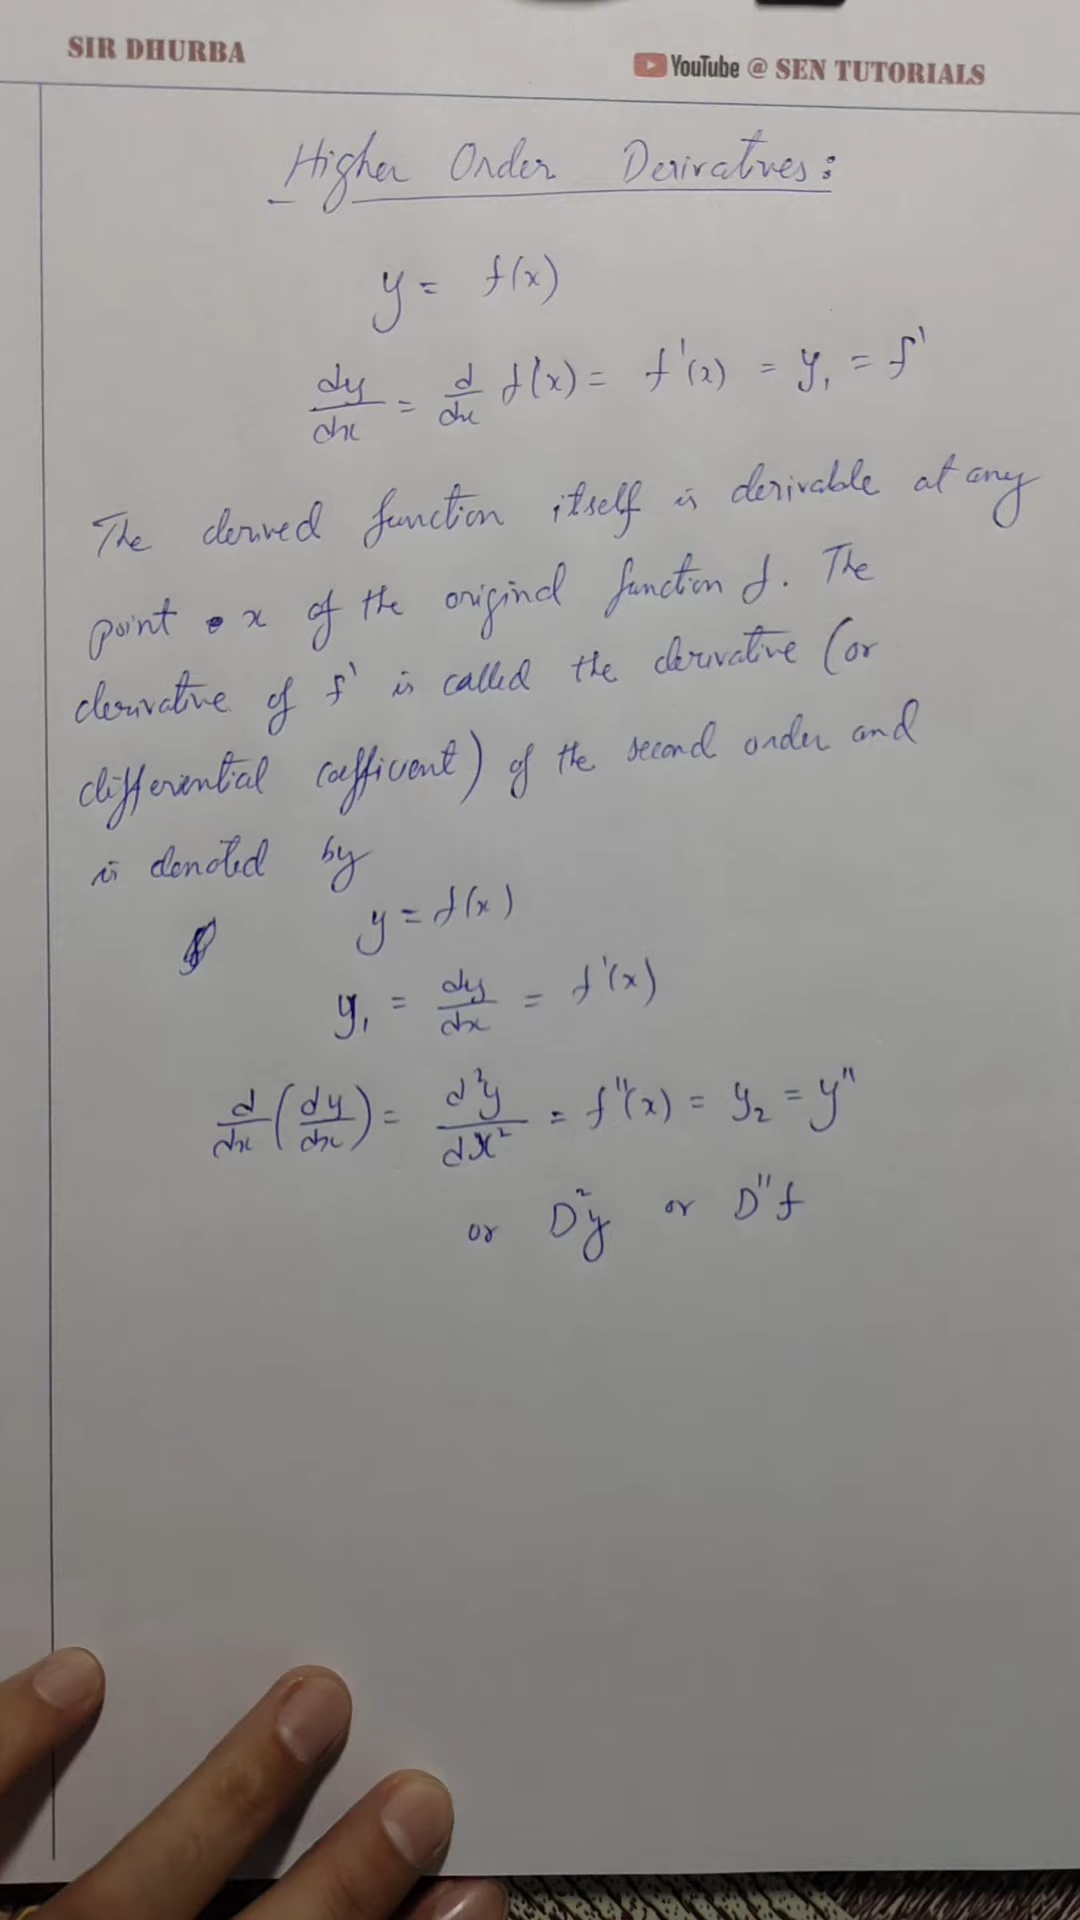 SIR DHURBA
YouTube @ SEN TUTORIALS
Higher Order Derivatives:
y = f(x)
dy/dx = d/dx f(x) = f'(x) = y₁ = f'
The derived function itself is derivable at any
point x of the original function f. The
derivative of f' is called the derivative (or
differential coefficient) of the second order and
is denoted by
y = f(x)
y₁ = dy/dx = f'(x)
d/dx (dy/dx) = d²y/dx² = f''(x) = y₂ = y''
or D²y or D''f